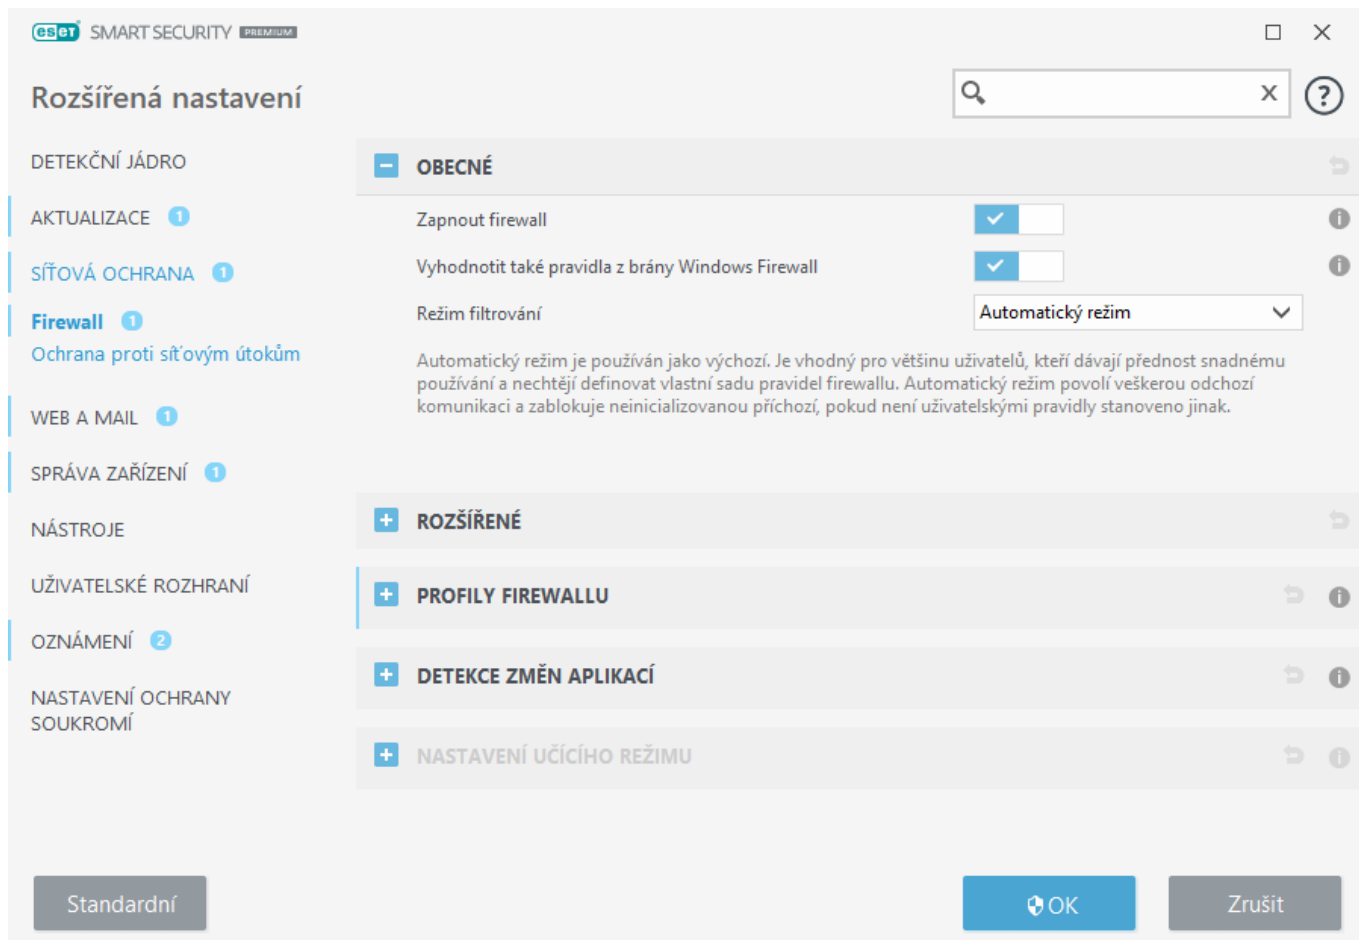 eset SMART SECURITY PREMIUM
Rozšířená nastavení
x
?
DETEKČNÍ JÁDRO
AKTUALIZACE 1
SÍŤOVÁ OCHRANA 1
Firewall 1
Ochrana proti síťovým útokům
WEB A MAIL 1
SPRÁVA ZAŘÍZENÍ 1
NÁSTROJE
UŽIVATELSKÉ ROZHRANÍ
OZNÁMENÍ 2
NASTAVENÍ OCHRANY
SOUKROMÍ
OBECNÉ
Zapnout firewall
Vyhodnotit také pravidla z brány Windows Firewall
Režim filtrování Automatický režim
Automatický režim je používán jako výchozí. Je vhodný pro většinu uživatelů, kteří dávají přednost snadnému
používání a nechtějí definovat vlastní sadu pravidel firewallu. Automatický režim povolí veškerou odchozí
komunikaci a zablokuje neinicializovanou příchozí, pokud není uživatelskými pravidly stanoveno jinak.
ROZŠÍŘENÉ
PROFILY FIREWALLU
DETEKCE ZMĚN APLIKACÍ
NASTAVENÍ UČÍCÍHO REŽIMU
Standardní
OK
Zrušit